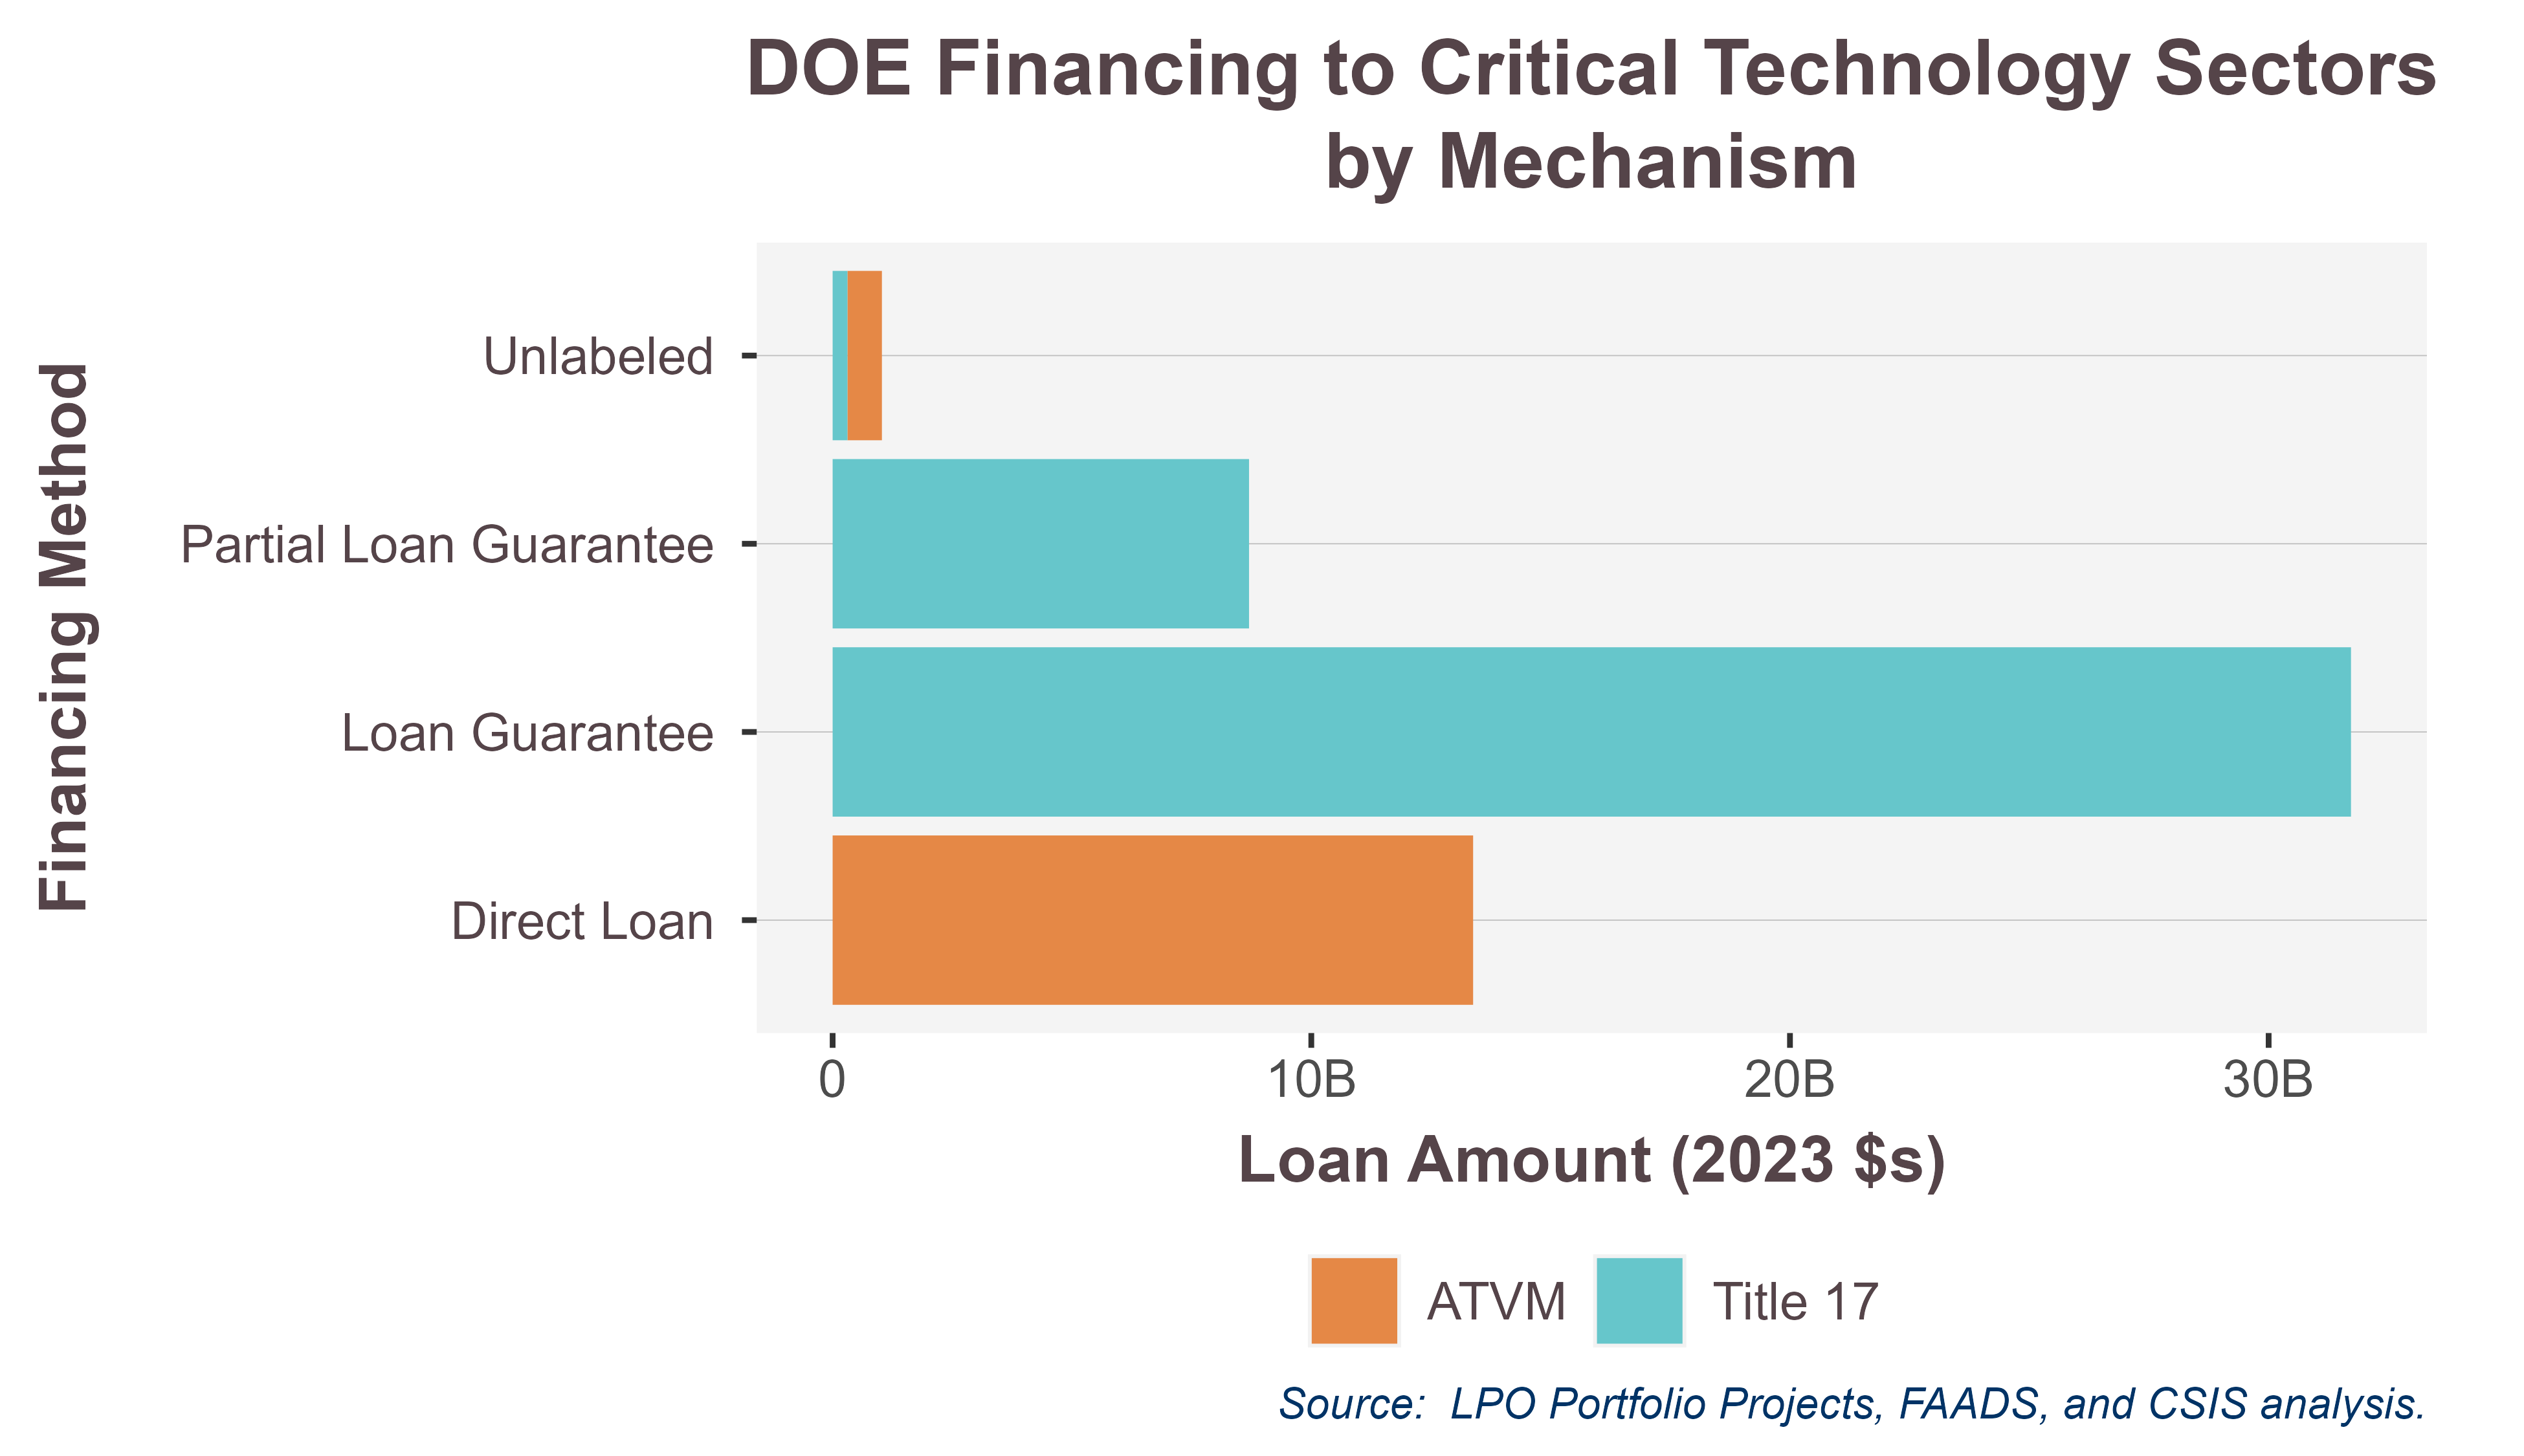 DOE Financing to Critical Technology Sectors
by Mechanism
Financing Method
Unlabeled
Partial Loan Guarantee
Loan Guarantee
Direct Loan
0 10B 20B 30B
Loan Amount (2023 $s)
ATVM Title 17
Source: LPO Portfolio Projects, FAADS, and CSIS analysis.